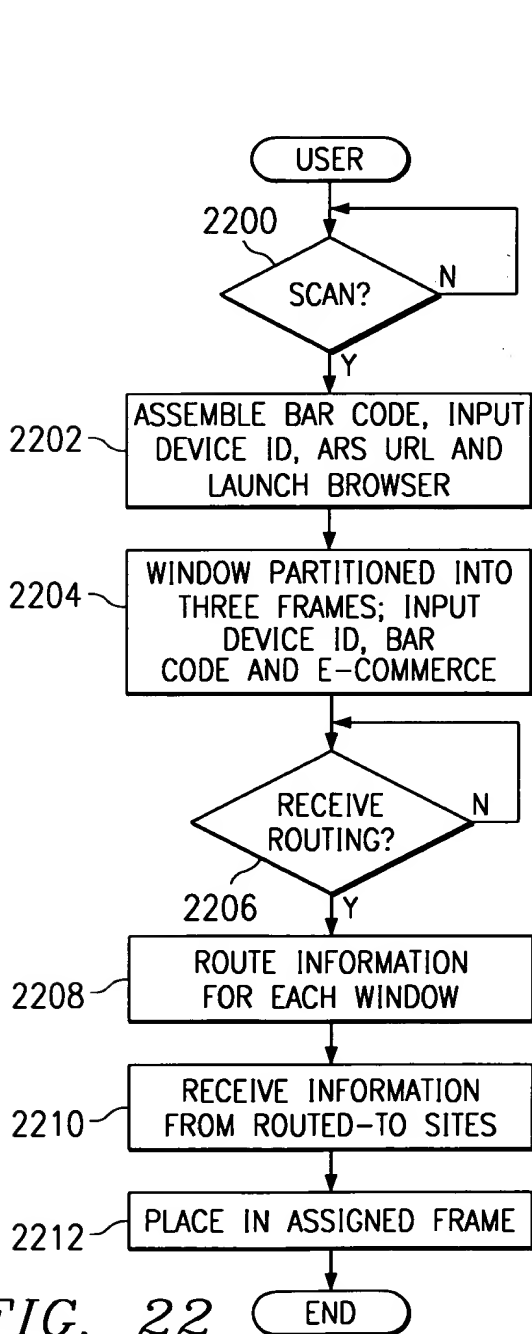 USER
2200
SCAN?
N
Y
2202
ASSEMBLE BAR CODE, INPUT
DEVICE ID, ARS URL AND
LAUNCH BROWSER
2204
WINDOW PARTITIONED INTO
THREE FRAMES; INPUT
DEVICE ID, BAR
CODE AND E-COMMERCE
RECEIVE
ROUTING?
N
2206
Y
2208
ROUTE INFORMATION
FOR EACH WINDOW
2210
RECEIVE INFORMATION
FROM ROUTED-TO SITES
2212
PLACE IN ASSIGNED FRAME
FIG. 22
END